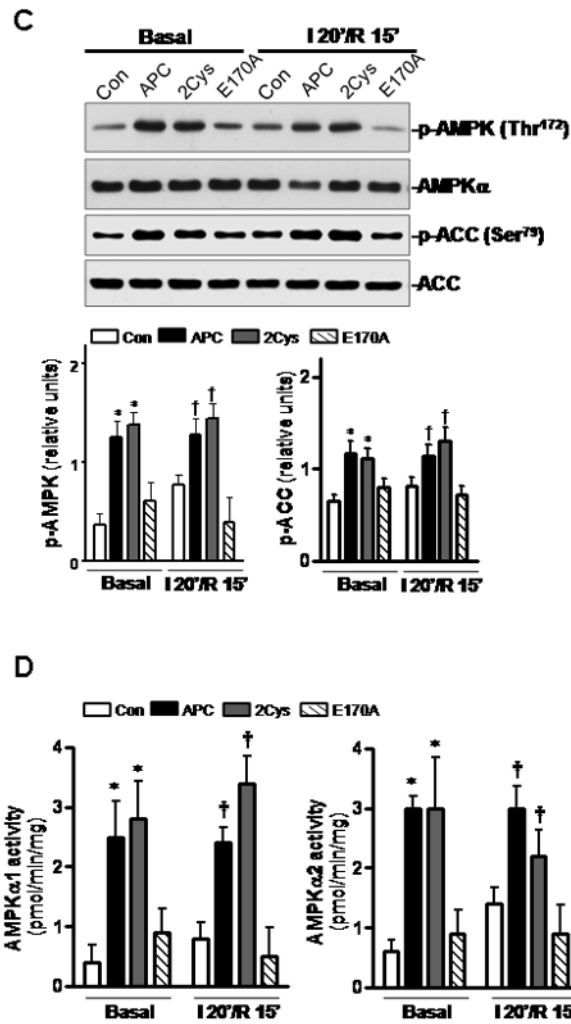 C
Basal I 20'/R 15'
Con APC 2Cys E170A Con APC 2Cys E170A
p-AMPK (Thr¹⁷²)
AMPKα
p-ACC (Ser⁷⁹)
ACC
Con APC 2Cys E170A
p-AMPK (relative units)
2
1
0
* * † †
Basal I 20'/R 15'
p-ACC (relative units)
2
1
0
* * † †
Basal I 20'/R 15'
D
Con APC 2Cys E170A
AMPKα1 activity
(pmol/min/mg)
4
3
2
1
0
* * † †
Basal I 20'/R 15'
AMPKα2 activity
(pmol/min/mg)
4
3
2
1
0
* * † †
Basal I 20'/R 15'